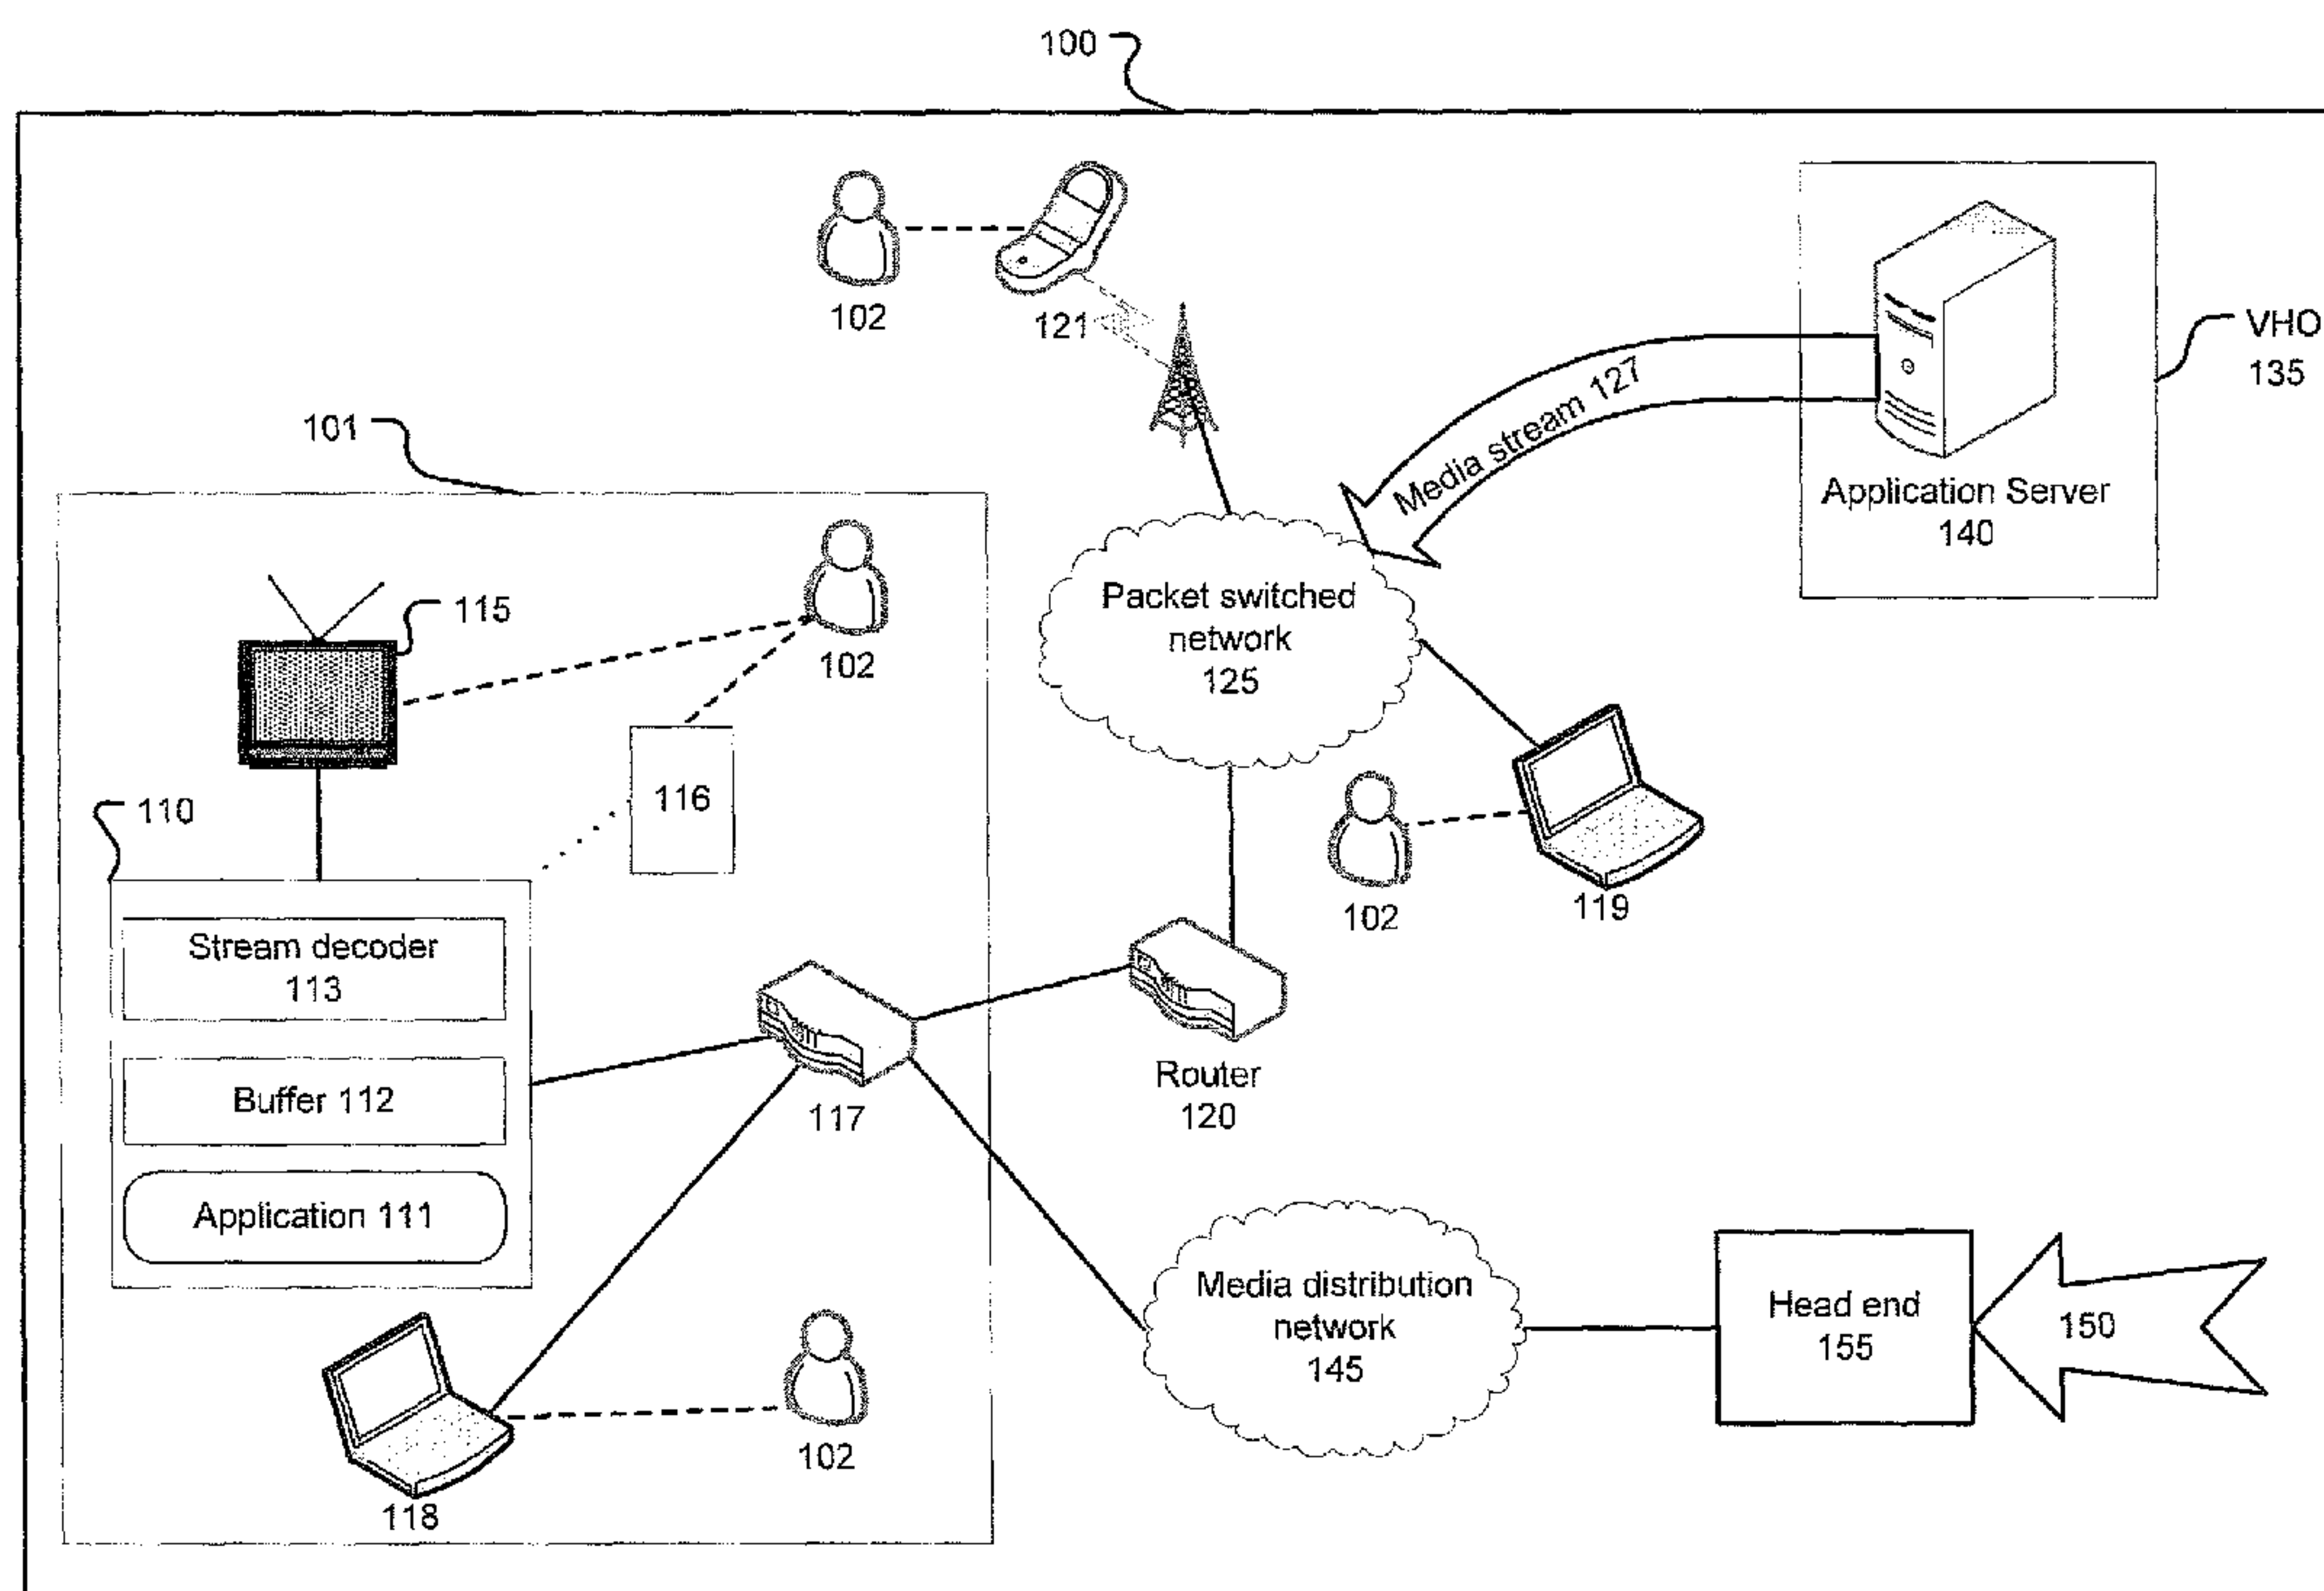 100
102
121
VHO
135
Media stream 127
Application Server
140
101
115
102
Packet switched
network
125
116
110
102
119
Stream decoder
113
Buffer 112
Application 111
117
Router
120
Media distribution
network
145
Head end
155
150
102
118